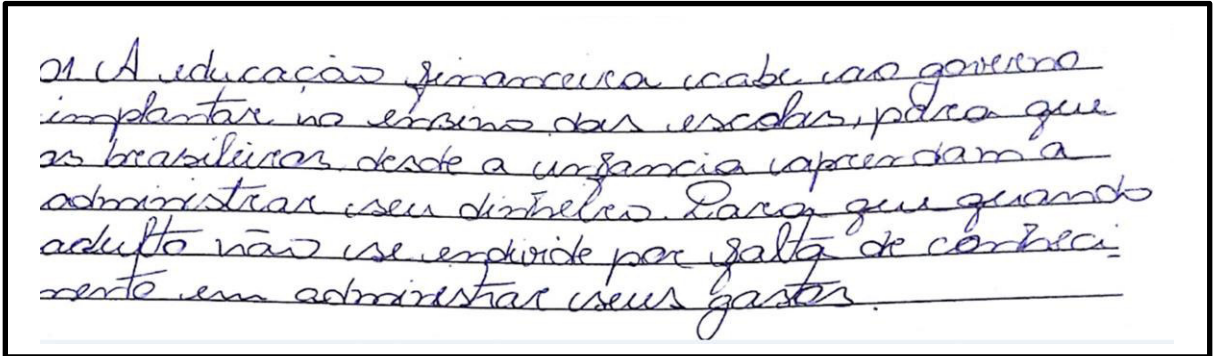 01. A educação financeira cabe ao governo
implantar no ensino das escolas, para que
os brasileiros desde a infancia aprendam a
administrar seu dinheiro. Para que quando
adulto não se endivide por falta de conheci-
mento em administrar seus gastos.